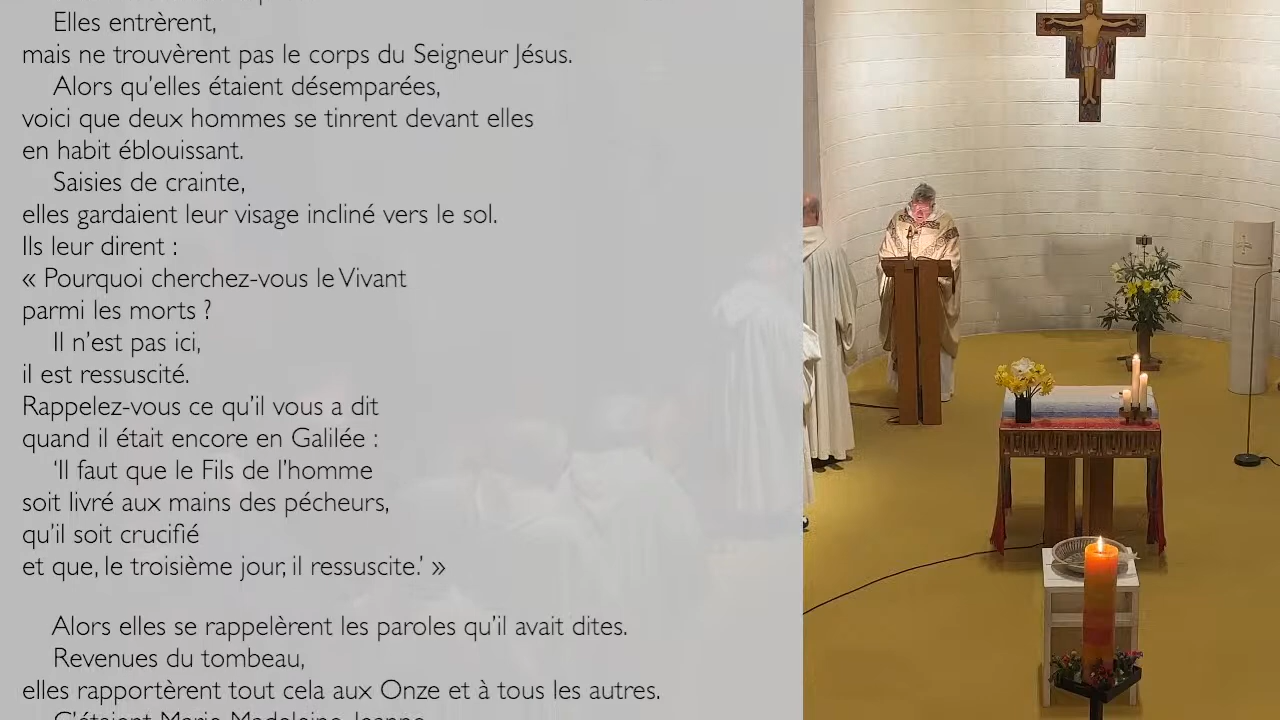 Elles entrèrent,
mais ne trouvèrent pas le corps du Seigneur Jésus.
Alors qu’elles étaient désemparées,
voici que deux hommes se tinrent devant elles
en habit éblouissant.
Saisies de crainte,
elles gardaient leur visage incliné vers le sol.
Ils leur dirent :
« Pourquoi cherchez-vous le Vivant
parmi les morts ?
Il n’est pas ici,
il est ressuscité.
Rappelez-vous ce qu’il vous a dit
quand il était encore en Galilée :
‘Il faut que le Fils de l’homme
soit livré aux mains des pécheurs,
qu’il soit crucifié
et que, le troisième jour, il ressuscite.’ »
Alors elles se rappelèrent les paroles qu’il avait dites.
Revenues du tombeau,
elles rapportèrent tout cela aux Onze et à tous les autres.
C’étaient Marie Madeleine, Jeanne